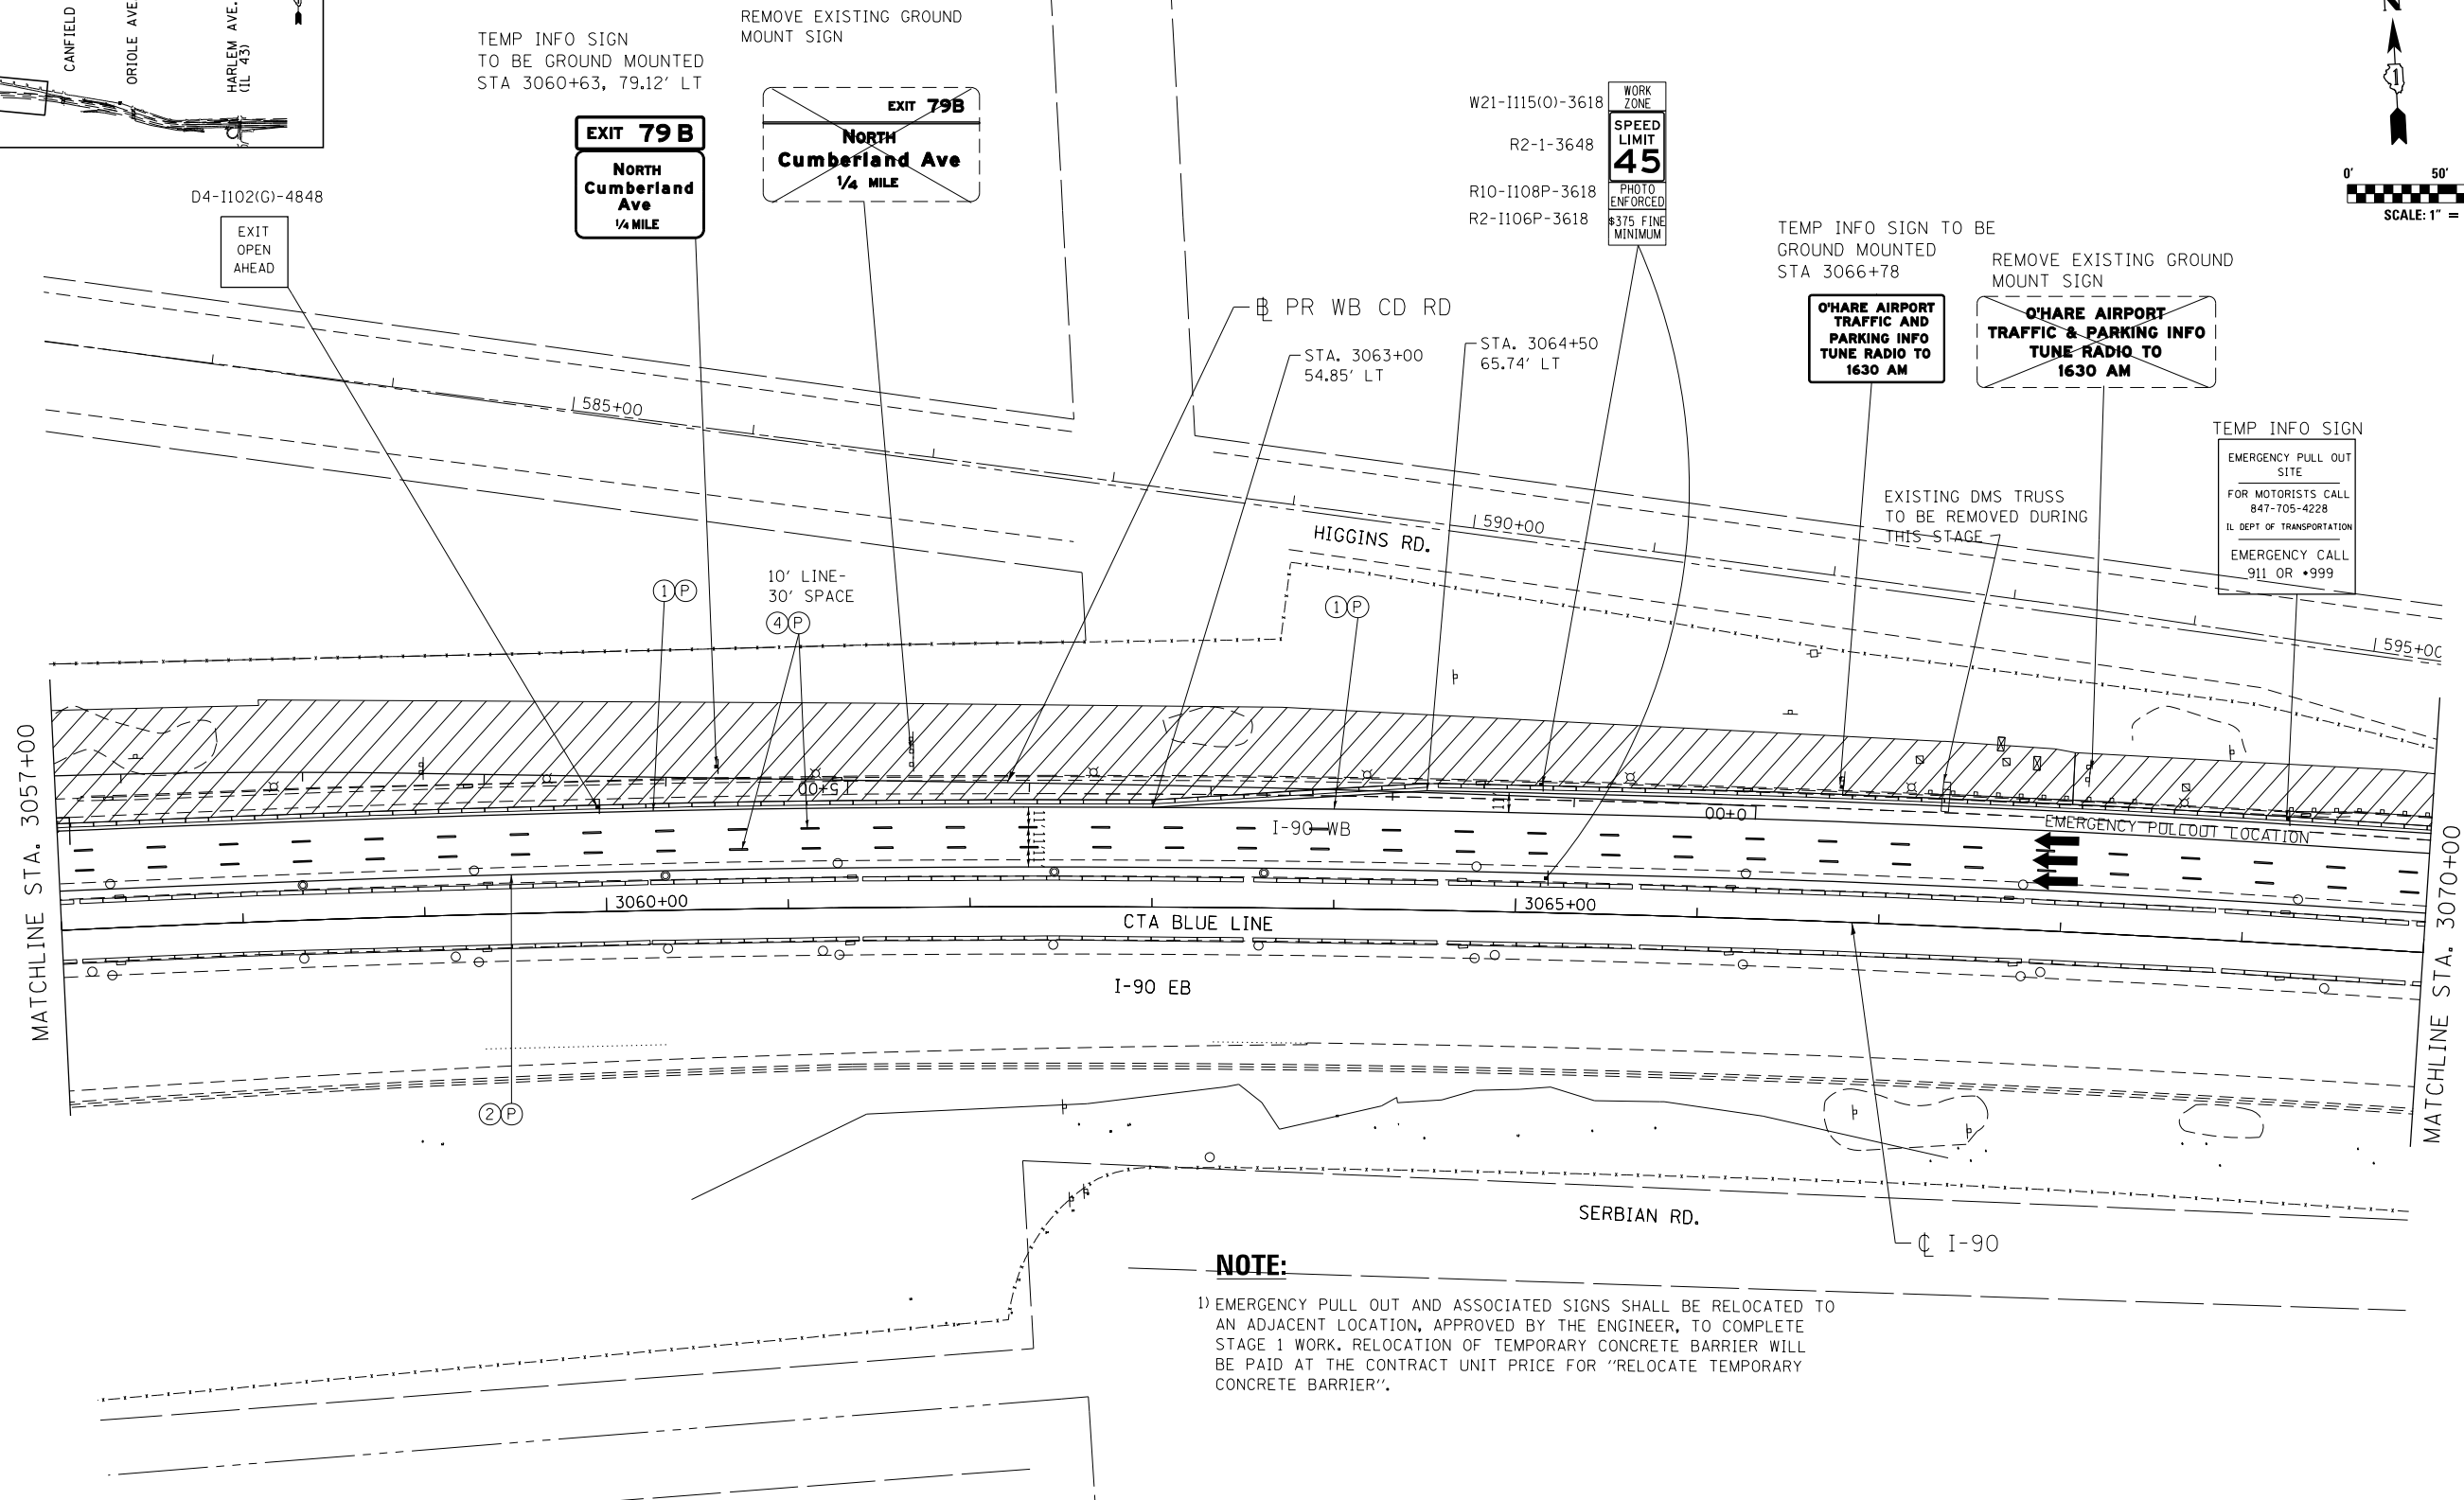 CANFIELD
ORIOLE AVE.
HARLEM AVE.
(IL 43)
TEMP INFO SIGN
TO BE GROUND MOUNTED
STA 3060+63, 79.12' LT
EXIT 79 B
NORTH
Cumberland
Ave
1/4 MILE
REMOVE EXISTING GROUND
MOUNT SIGN
EXIT 79B
NORTH
Cumberland Ave
1/4 MILE
D4-I102(G)-4848
EXIT
OPEN
AHEAD
W21-I115(O)-3618
R2-1-3648
R10-I108P-3618
R2-I106P-3618
WORK
ZONE
SPEED
LIMIT
45
PHOTO
ENFORCED
$375 FINE
MINIMUM
N
1
0'
50'
SCALE: 1" =
TEMP INFO SIGN TO BE
GROUND MOUNTED
STA 3066+78
O'HARE AIRPORT
TRAFFIC AND
PARKING INFO
TUNE RADIO TO
1630 AM
REMOVE EXISTING GROUND
MOUNT SIGN
O'HARE AIRPORT
TRAFFIC & PARKING INFO
TUNE RADIO TO
1630 AM
℄ PR WB CD RD
STA. 3063+00
54.85' LT
STA. 3064+50
65.74' LT
TEMP INFO SIGN
EMERGENCY PULL OUT
SITE
FOR MOTORISTS CALL
847-705-4228
IL DEPT OF TRANSPORTATION
EMERGENCY CALL
911 OR *999
EXISTING DMS TRUSS
TO BE REMOVED DURING
THIS STAGE
585+00
590+00
595+00
HIGGINS RD.
1 P
10' LINE-
30' SPACE
4 P
1 P
MATCHLINE STA. 3057+00
MATCHLINE STA. 3070+00
15+00
10+00
I-90 WB
EMERGENCY PULLOUT LOCATION
3060+00
3065+00
CTA BLUE LINE
I-90 EB
2 P
SERBIAN RD.
℄ I-90
NOTE:
1) EMERGENCY PULL OUT AND ASSOCIATED SIGNS SHALL BE RELOCATED TO
AN ADJACENT LOCATION, APPROVED BY THE ENGINEER, TO COMPLETE
STAGE 1 WORK. RELOCATION OF TEMPORARY CONCRETE BARRIER WILL
BE PAID AT THE CONTRACT UNIT PRICE FOR "RELOCATE TEMPORARY
CONCRETE BARRIER".